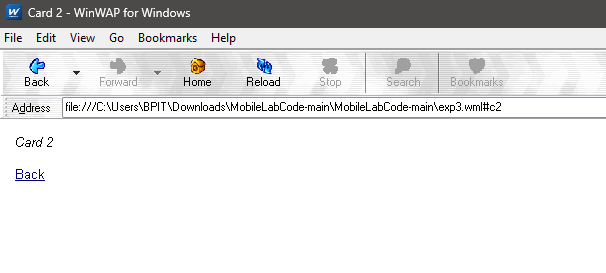 Card 2 - WinWAP for Windows
File Edit View Go Bookmarks Help
Back Forward Home Reload Stop Search Bookmarks
Address file:///C:\Users\BPIT\Downloads\MobileLabCode-main\MobileLabCode-main\exp3.wml#c2
Card 2
Back